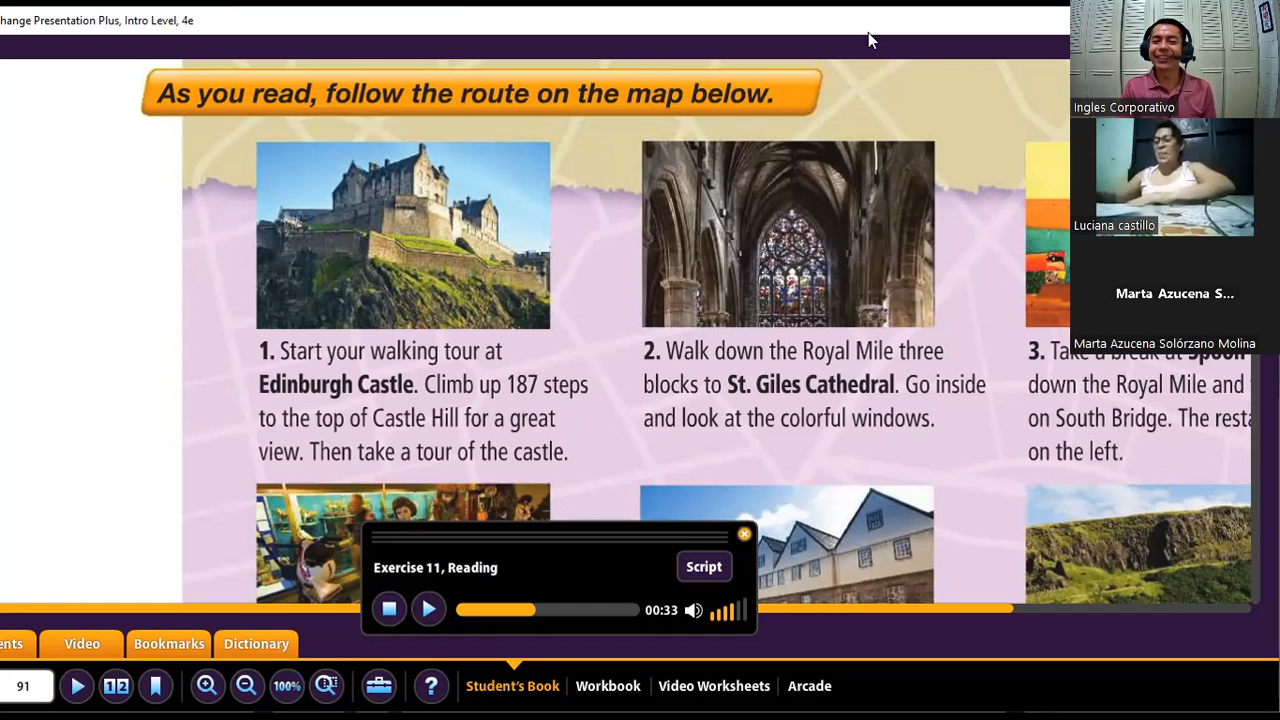 hange Presentation Plus, Intro Level, 4e
As you read, follow the route on the map below.
1. Start your walking tour at
Edinburgh Castle. Climb up 187 steps
to the top of Castle Hill for a great
view. Then take a tour of the castle.
2. Walk down the Royal Mile three
blocks to St. Giles Cathedral. Go inside
and look at the colorful windows.
3. Take a break at Spoon
down the Royal Mile and
on South Bridge. The resta
on the left.
Ingles Corporativo
Luciana castillo
Marta Azucena S...
Marta Azucena Solórzano Molina
Exercise 11, Reading
Script
00:33
ents
Video
Bookmarks
Dictionary
91
12
100%
?
Student's Book
Workbook
Video Worksheets
Arcade